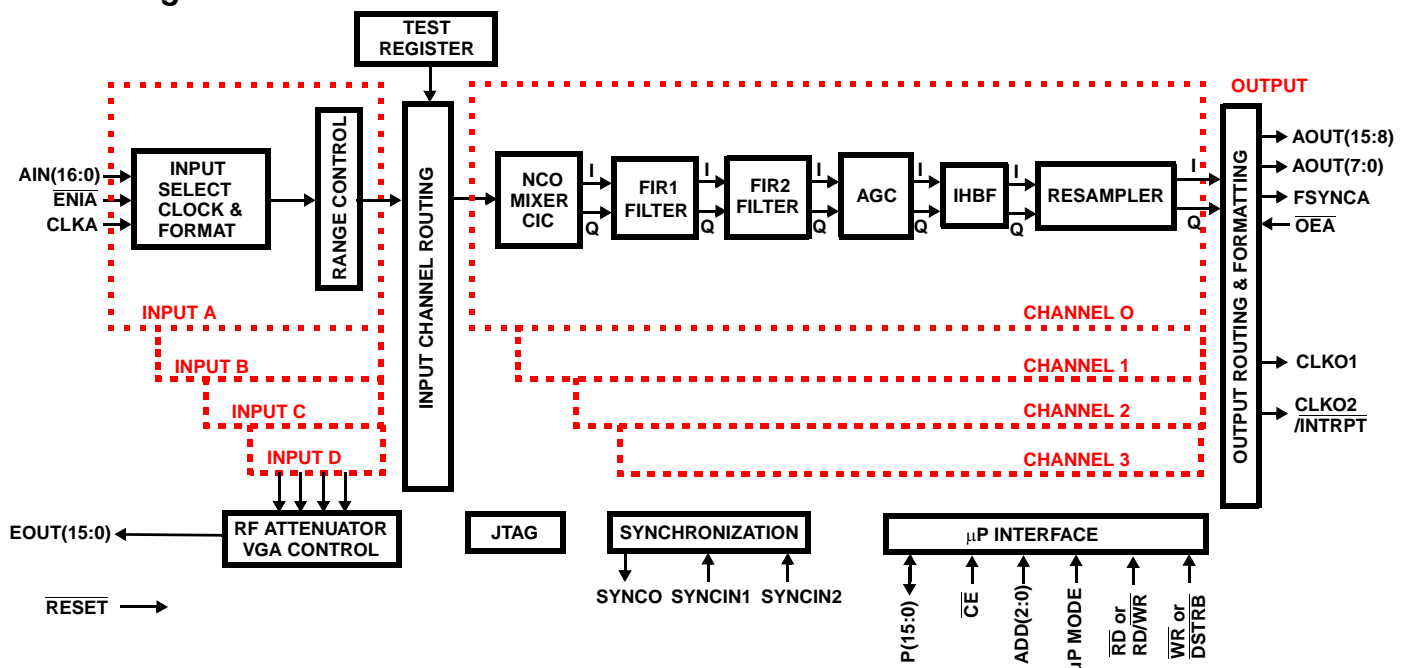 TEST
REGISTER
OUTPUT
AIN(16:0)
ENIA
CLKA
INPUT
SELECT
CLOCK &
FORMAT
RANGE CONTROL
INPUT CHANNEL ROUTING
NCO
MIXER
CIC
I
Q
FIR1
FILTER
I
Q
FIR2
FILTER
I
Q
AGC
I
Q
IHBF
I
Q
RESAMPLER
I
Q
OUTPUT ROUTING & FORMATTING
AOUT(15:8)
AOUT(7:0)
FSYNCA
OEA
CLKO1
CLKO2
/INTRPT
INPUT A
INPUT B
INPUT C
INPUT D
CHANNEL O
CHANNEL 1
CHANNEL 2
CHANNEL 3
EOUT(15:0)
RF ATTENUATOR
VGA CONTROL
JTAG
SYNCHRONIZATION
µP INTERFACE
SYNCO SYNCIN1 SYNCIN2
RESET
P(15:0)
CE
ADD(2:0)
µP MODE
RD or
RD/WR
WR or
DSTRB